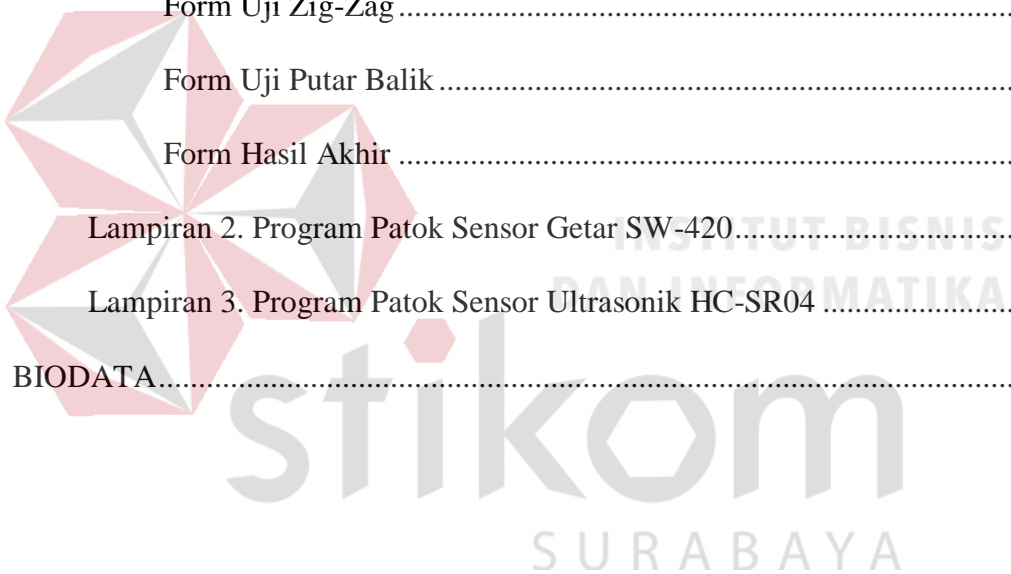 Form Uji Zig-Zag ......................................................................................
Form Uji Putar Balik ................................................................................
Form Hasil Akhir ......................................................................................
Lampiran 2. Program Patok Sensor Getar SW-420.......................................
Lampiran 3. Program Patok Sensor Ultrasonik HC-SR04 ..........................
BIODATA.......................................................................................................
INSTITUT BISNIS
DAN INFORMATIKA
stikom
SURABAYA